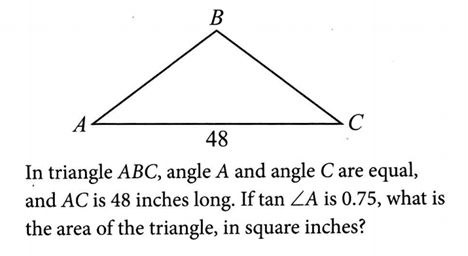 B
A
C
48
In triangle ABC, angle A and angle C are equal,
and AC is 48 inches long. If tan ∠A is 0.75, what is
the area of the triangle, in square inches?